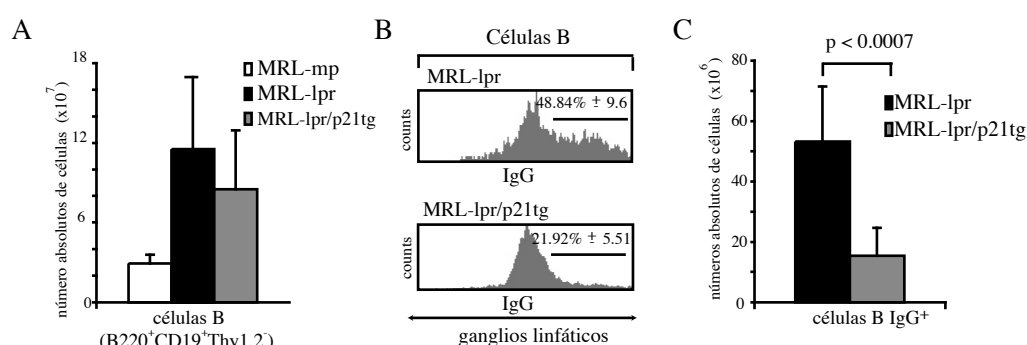 A
número absolutos de células (x10⁷)
18
12
6
0
MRL-mp
MRL-lpr
MRL-lpr/p21tg
células B
(B220⁺CD19⁺Thy1.2⁻)
B
Células B
MRL-lpr
counts
48.84% ± 9.6
IgG
MRL-lpr/p21tg
counts
21.92% ± 5.51
IgG
ganglios linfáticos
C
p < 0.0007
números absolutos de células (x10⁶)
80
60
40
20
0
MRL-lpr
MRL-lpr/p21tg
células B IgG⁺